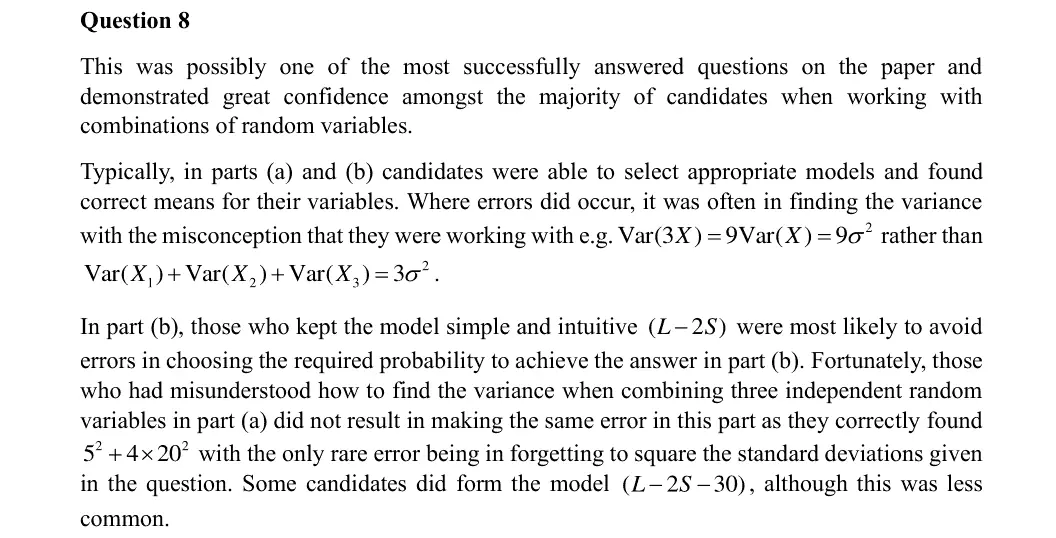 Question 8
This was possibly one of the most successfully answered questions on the paper and
demonstrated great confidence amongst the majority of candidates when working with
combinations of random variables.
Typically, in parts (a) and (b) candidates were able to select appropriate models and found
correct means for their variables. Where errors did occur, it was often in finding the variance
with the misconception that they were working with e.g. Var(3X) = 9Var(X) = 9σ² rather than
Var(X₁) + Var(X₂) + Var(X₃) = 3σ².
In part (b), those who kept the model simple and intuitive (L − 2S) were most likely to avoid
errors in choosing the required probability to achieve the answer in part (b). Fortunately, those
who had misunderstood how to find the variance when combining three independent random
variables in part (a) did not result in making the same error in this part as they correctly found
5² + 4 × 20² with the only rare error being in forgetting to square the standard deviations given
in the question. Some candidates did form the model (L − 2S − 30), although this was less
common.